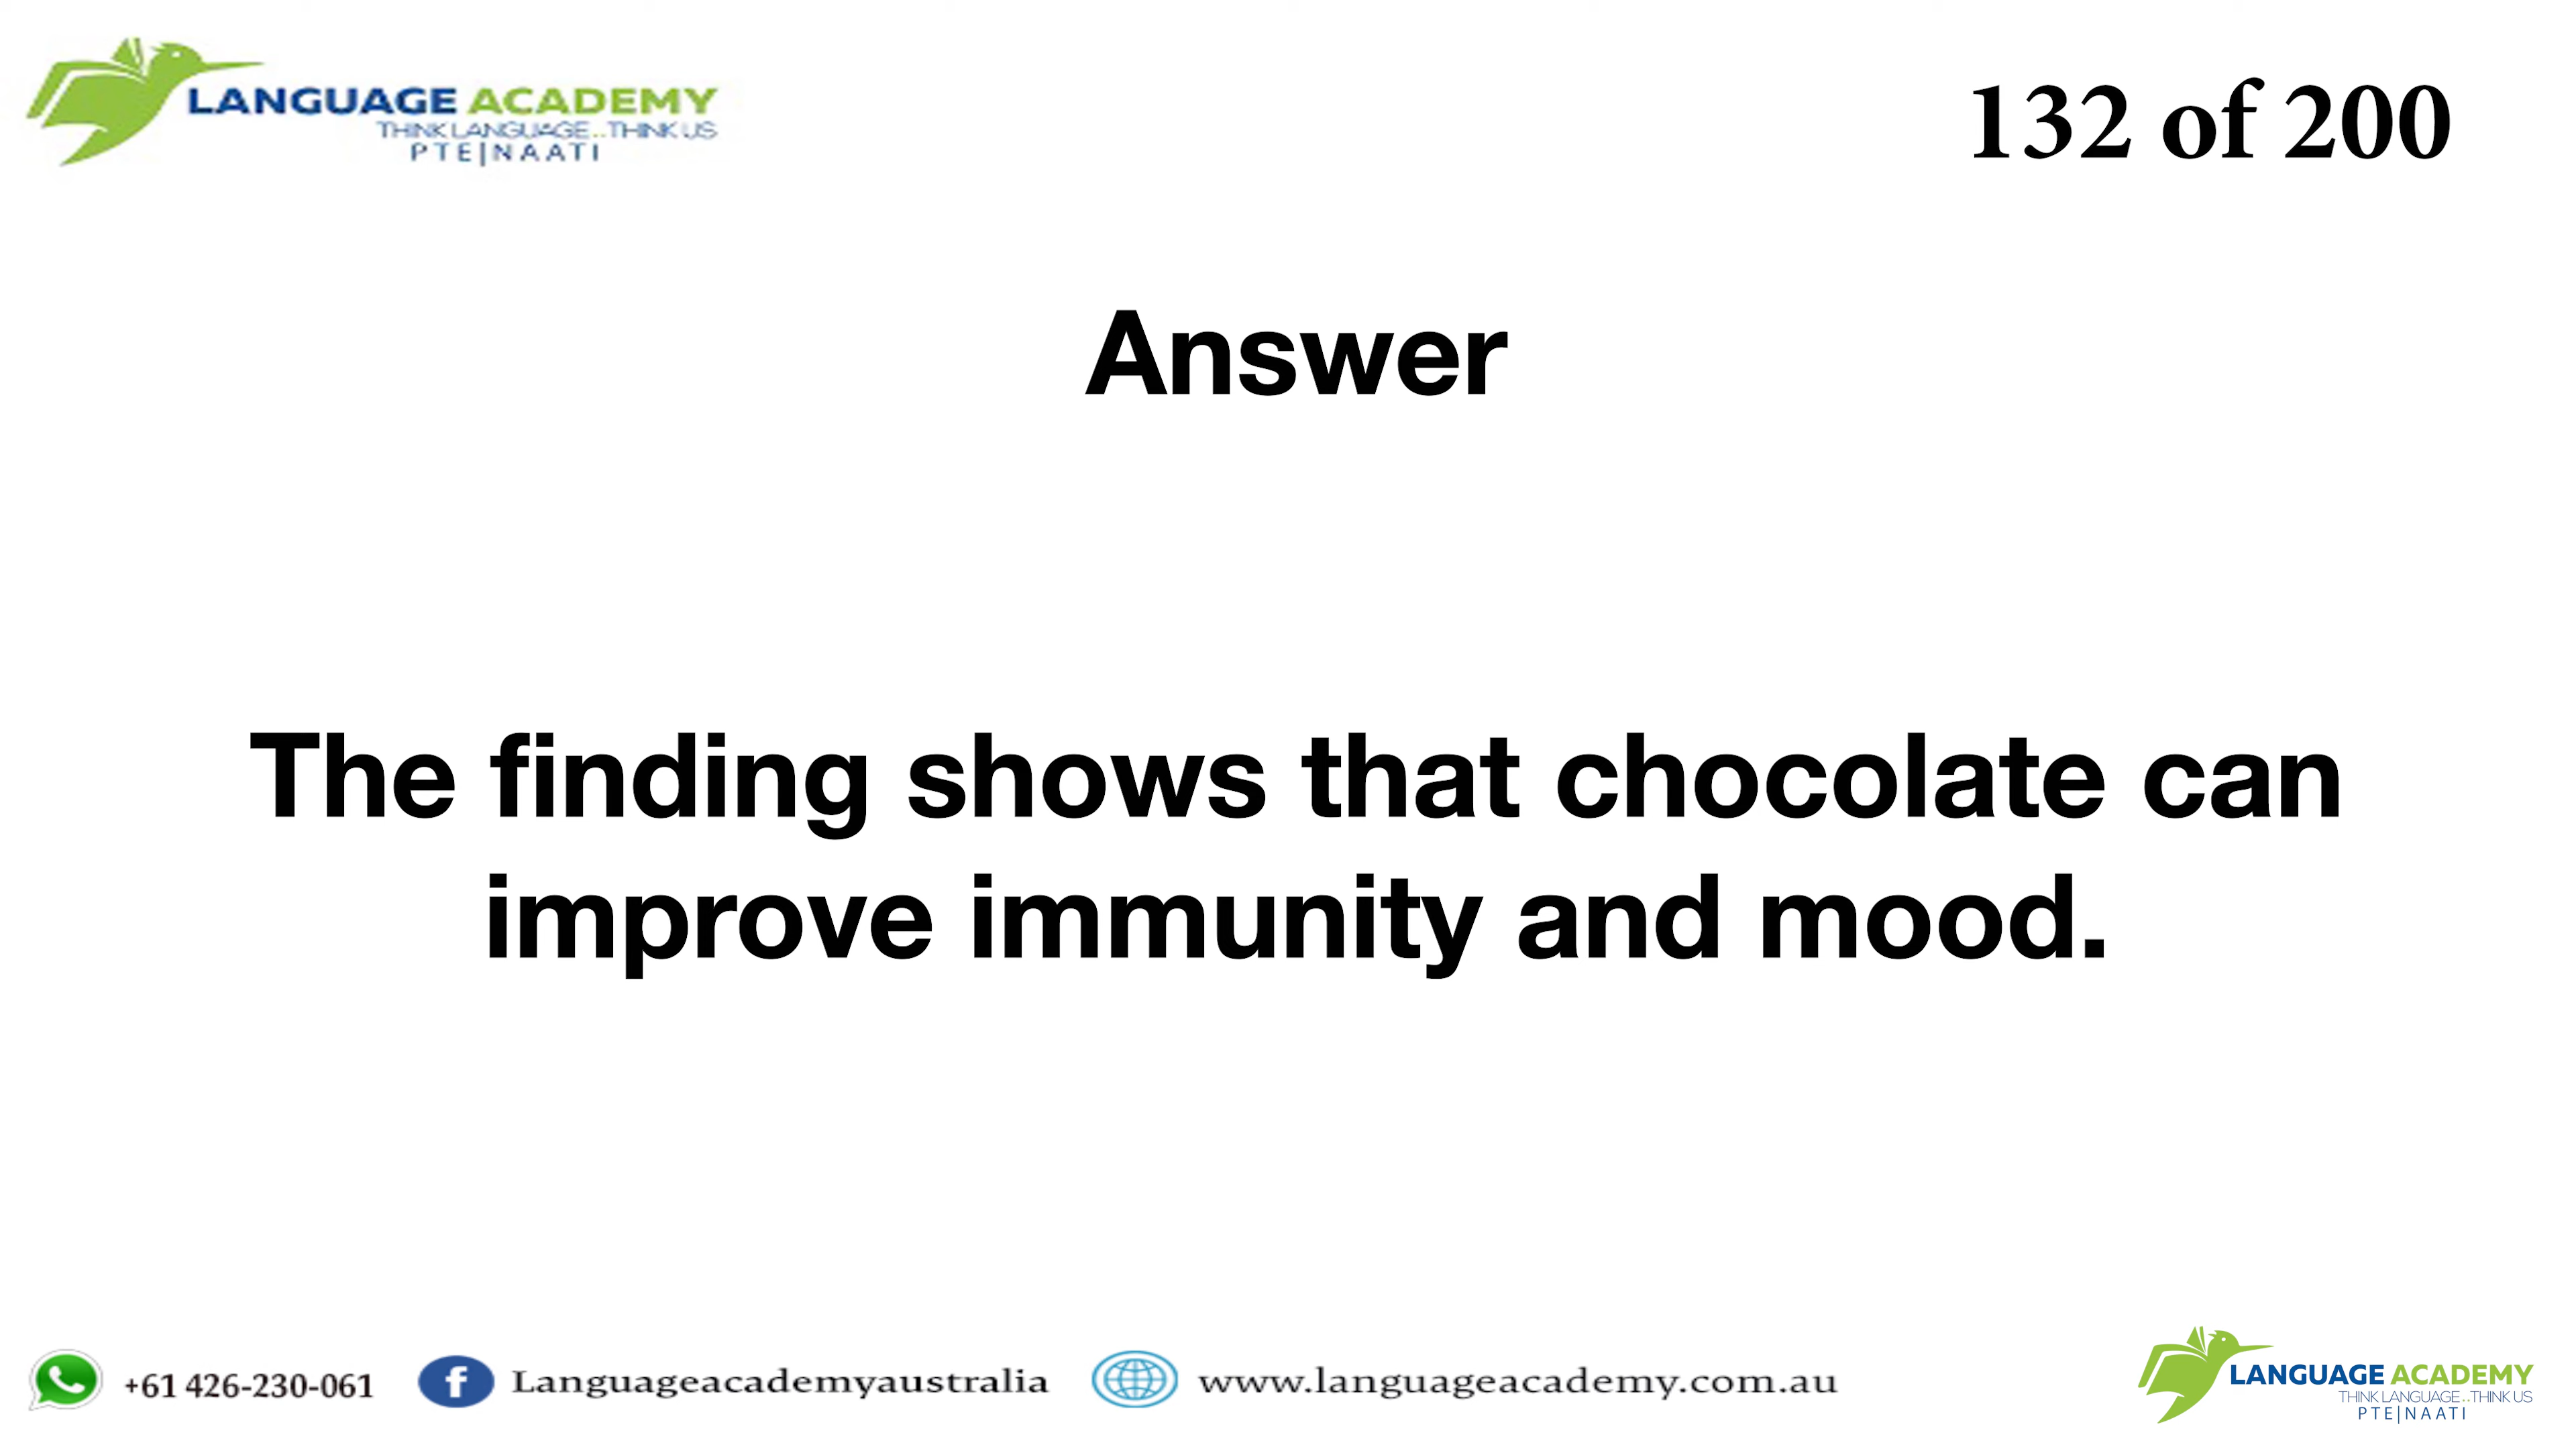 LANGUAGE ACADEMY
THINK LANGUAGE..THINK US
PTE|NAATI
132 of 200
Answer
The finding shows that chocolate can
improve immunity and mood.
+61 426-230-061
Languageacademyaustralia
www.languageacademy.com.au
LANGUAGE ACADEMY
THINK LANGUAGE..THINK US
PTE|NAATI